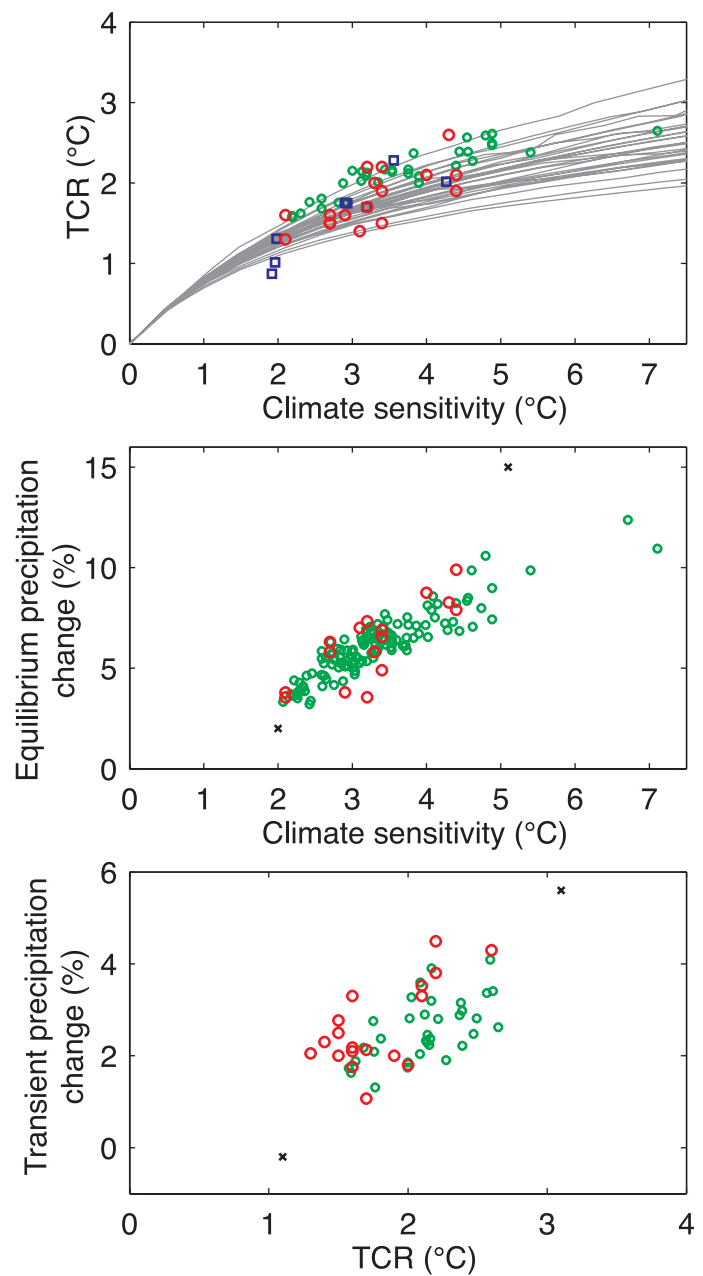 4
3
2
1
0
TCR (°C)
0 1 2 3 4 5 6 7
Climate sensitivity (°C)
15
10
5
0
Equilibrium precipitation
change (%)
0 1 2 3 4 5 6 7
Climate sensitivity (°C)
6
4
2
0
Transient precipitation
change (%)
0 1 2 3 4
TCR (°C)